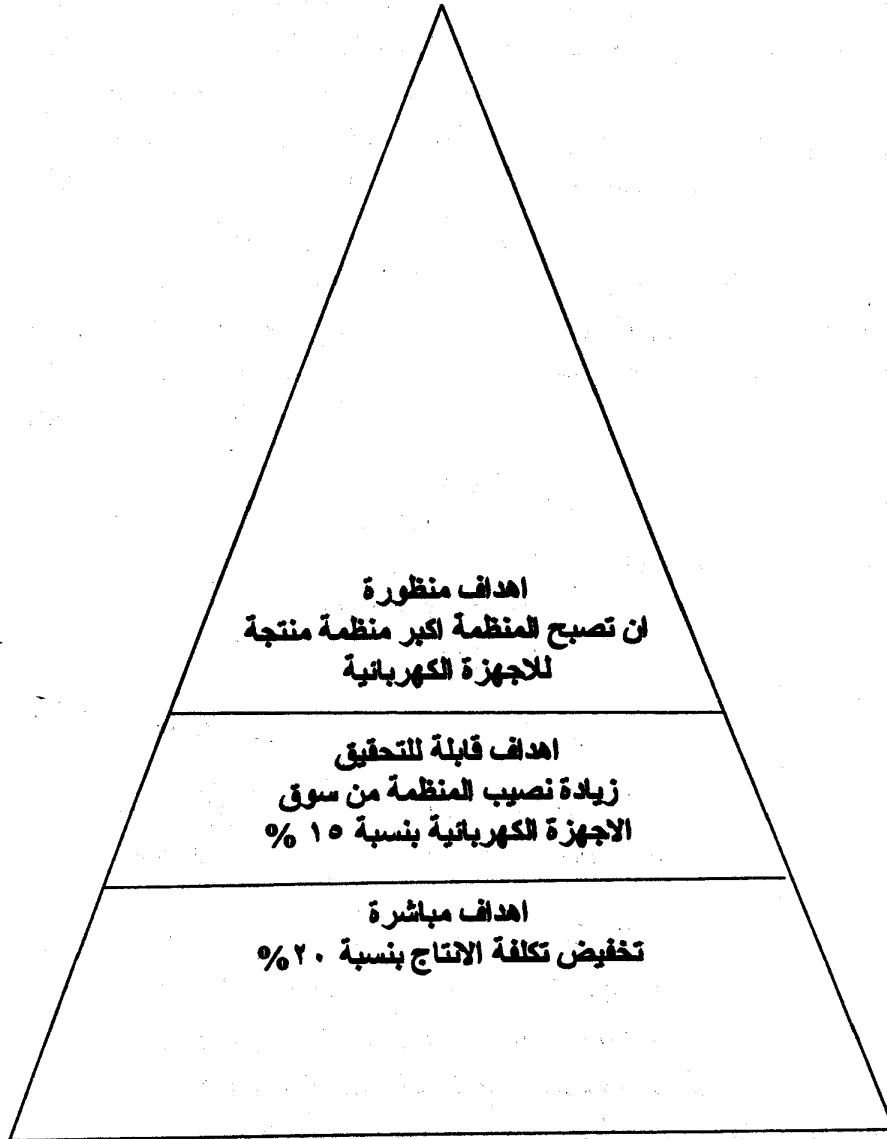 اهداف منظورة
ان تصبح المنظمة اكبر منظمة منتجة
للاجهزة الكهربائية
اهداف قابلة للتحقيق
زيادة نصيب المنظمة من سوق
الاجهزة الكهربائية بنسبة ١٥ %
اهداف مباشرة
تخفيض تكلفة الانتاج بنسبة ٢٠%